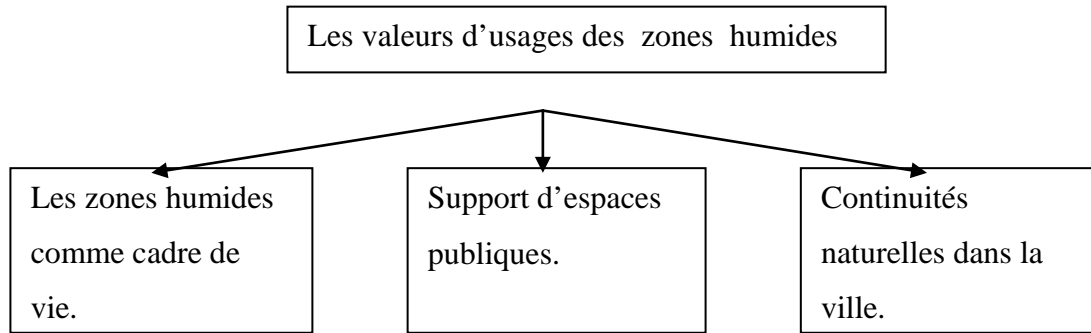 Les valeurs d’usages des zones humides
Les zones humides
comme cadre de
vie.
Support d’espaces
publiques.
Continuités
naturelles dans la
ville.